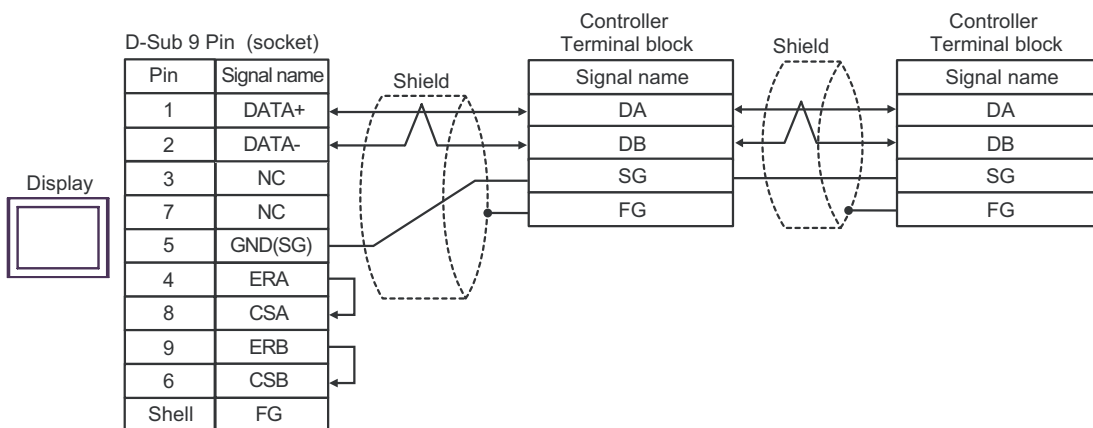 Display
D-Sub 9 Pin (socket)
Pin Signal name
1 DATA+
2 DATA-
3 NC
7 NC
5 GND(SG)
4 ERA
8 CSA
9 ERB
6 CSB
Shell FG
Shield
Controller
Terminal block
Signal name
DA
DB
SG
FG
Shield
Controller
Terminal block
Signal name
DA
DB
SG
FG